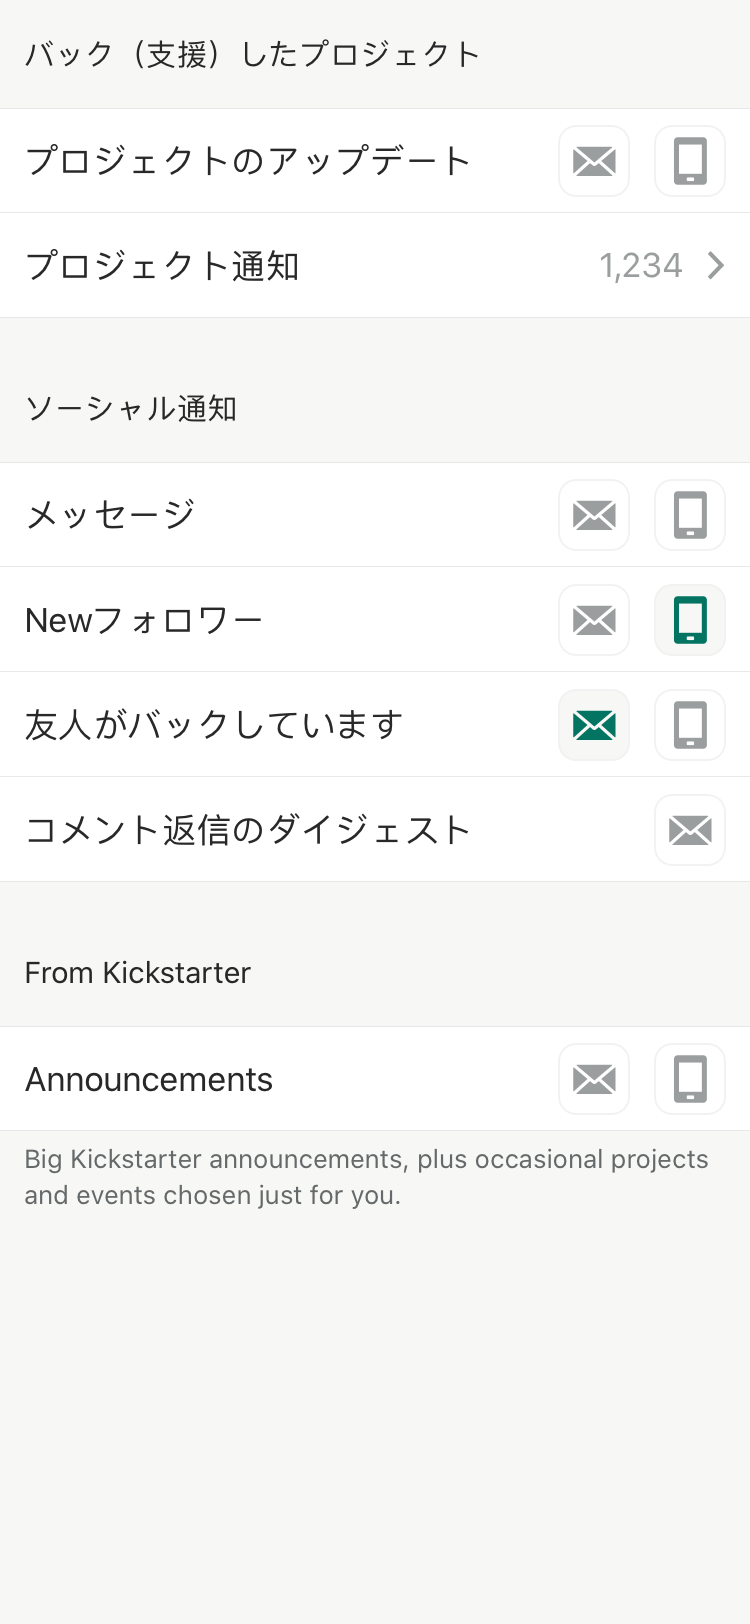 バック（支援）したプロジェクト
プロジェクトのアップデート
プロジェクト通知 1,234
ソーシャル通知
メッセージ
Newフォロワー
友人がバックしています
コメント返信のダイジェスト
From Kickstarter
Announcements
Big Kickstarter announcements, plus occasional projects
and events chosen just for you.